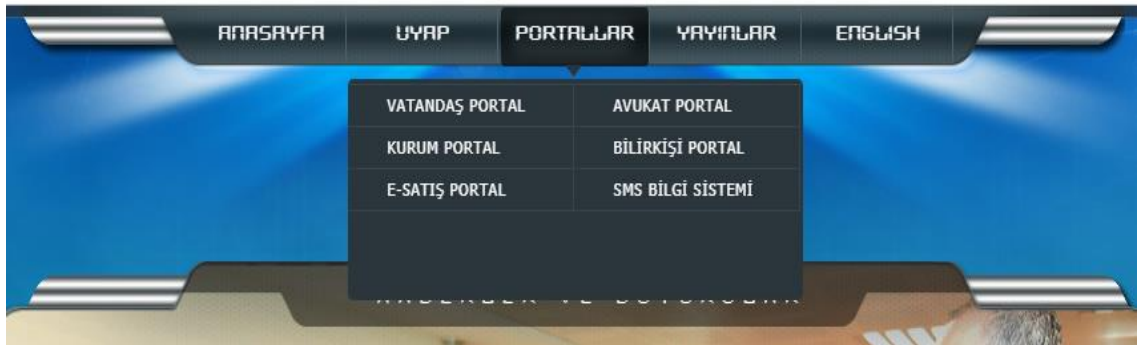 ANASAYFA UYAP PORTALLAR YAYINLAR ENGLISH
VATANDAŞ PORTAL AVUKAT PORTAL
KURUM PORTAL BİLİRKİŞİ PORTAL
E-SATIŞ PORTAL SMS BİLGİ SİSTEMİ